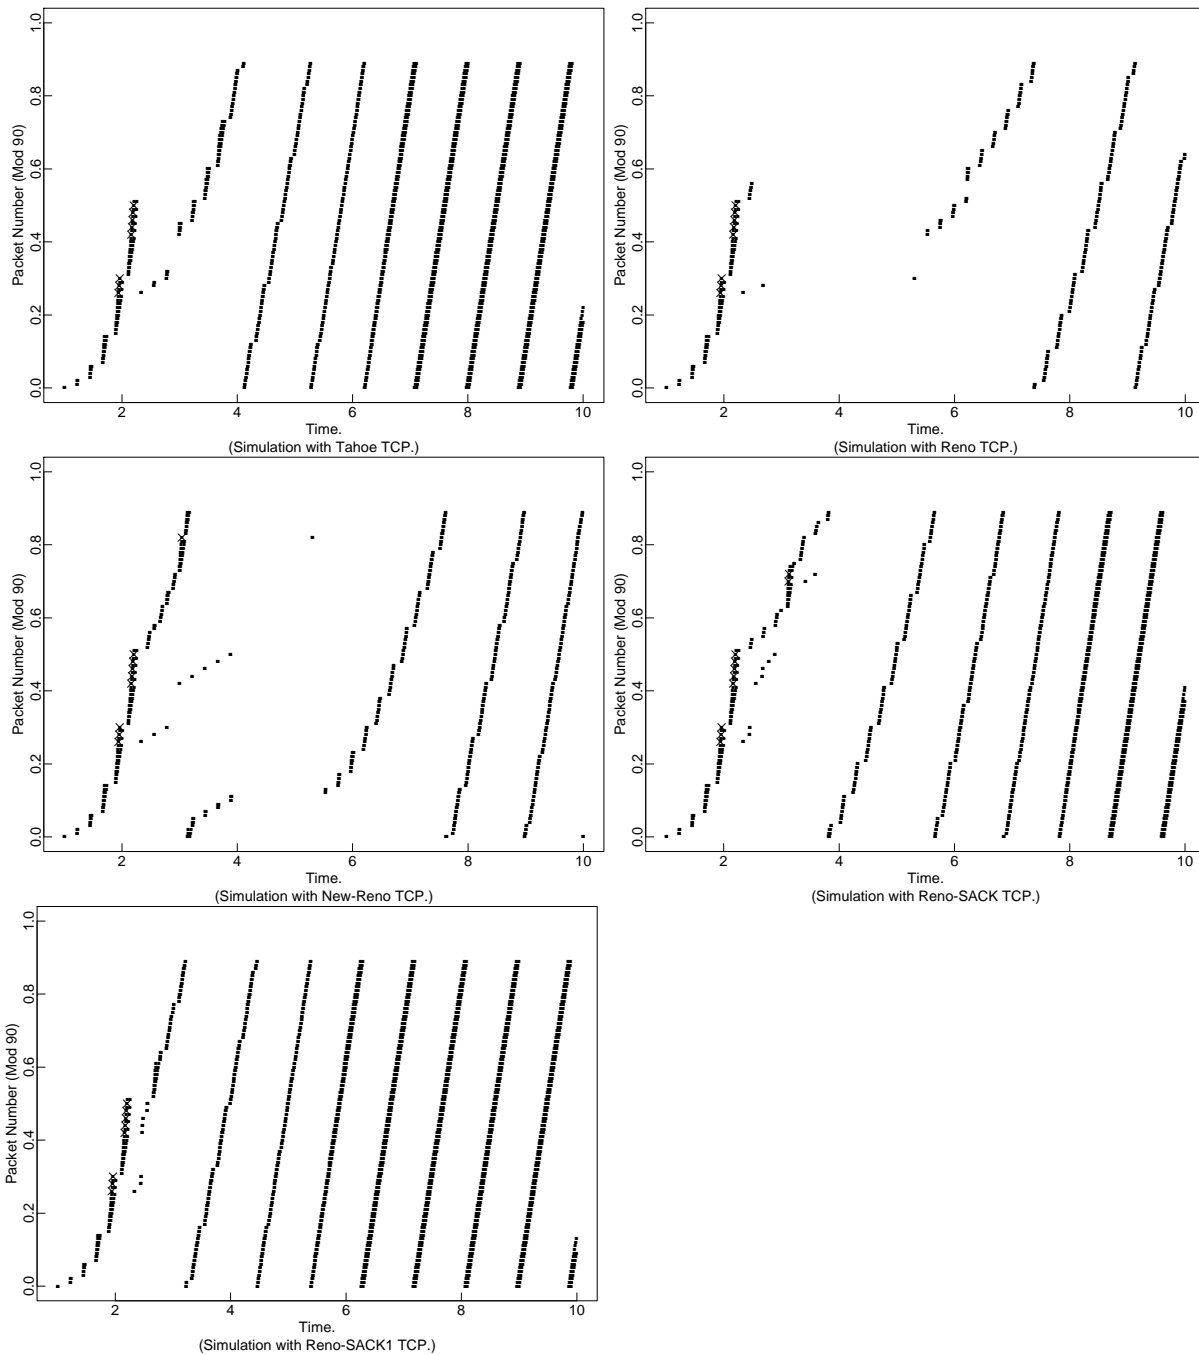 1.0
0.8
0.6
0.4
0.2
0.0
Packet Number (Mod 90)
2 4 6 8 10
Time.
(Simulation with Tahoe TCP.)
1.0
0.8
0.6
0.4
0.2
0.0
Packet Number (Mod 90)
2 4 6 8 10
Time.
(Simulation with Reno TCP.)
1.0
0.8
0.6
0.4
0.2
0.0
Packet Number (Mod 90)
2 4 6 8 10
Time.
(Simulation with New-Reno TCP.)
1.0
0.8
0.6
0.4
0.2
0.0
Packet Number (Mod 90)
2 4 6 8 10
Time.
(Simulation with Reno-SACK TCP.)
1.0
0.8
0.6
0.4
0.2
0.0
Packet Number (Mod 90)
2 4 6 8 10
Time.
(Simulation with Reno-SACK1 TCP.)